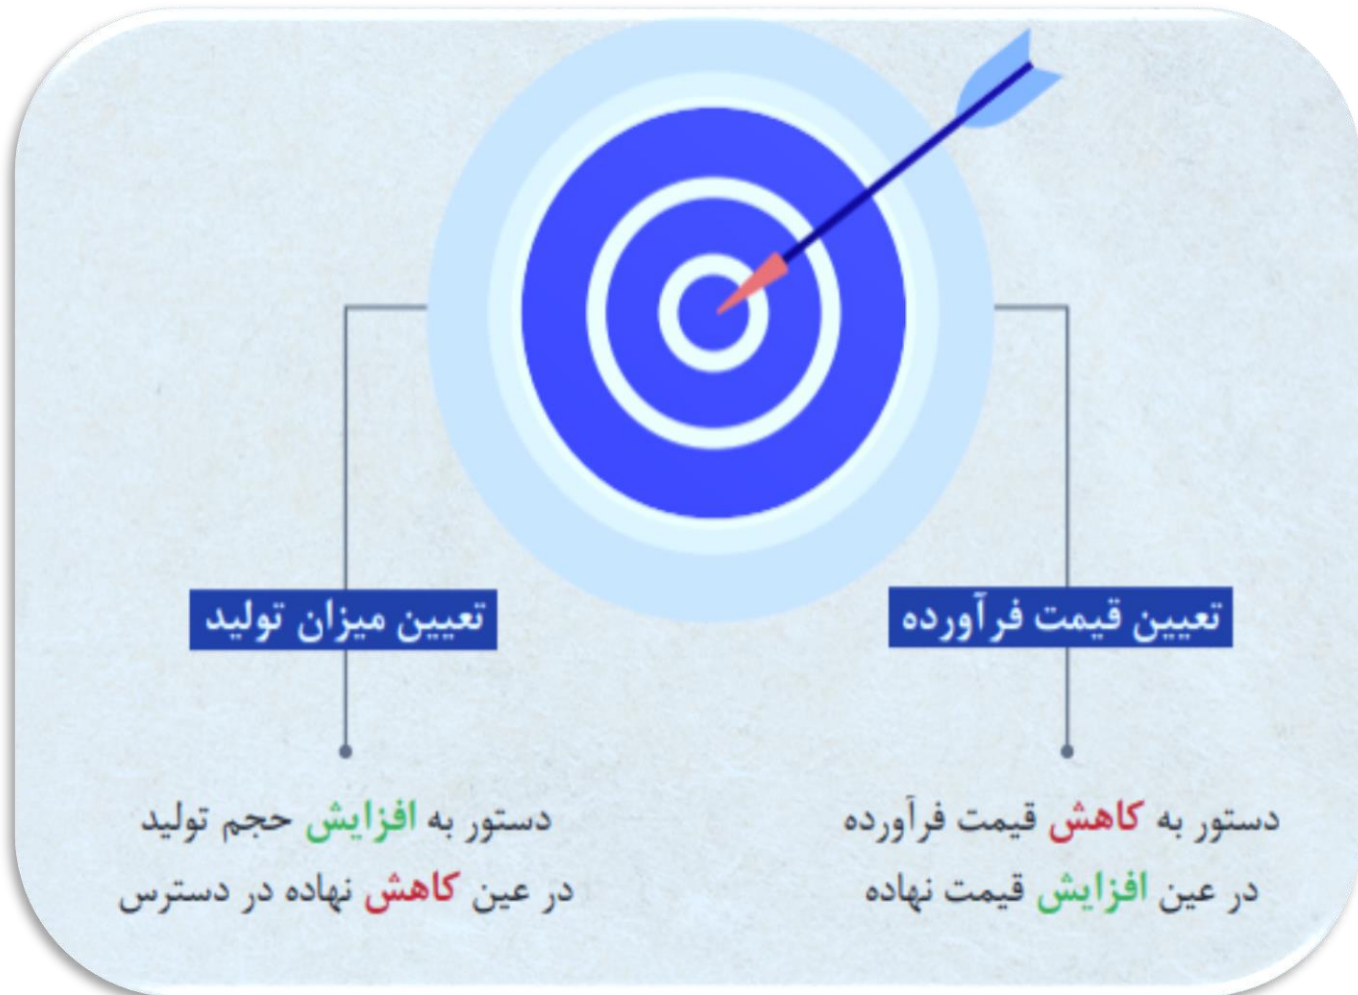 تعیین قیمت فرآورده
دستور به کاهش قیمت فرآورده
در عین افزایش قیمت نهاده
تعیین میزان تولید
دستور به افزایش حجم تولید
در عین کاهش نهاده در دسترس